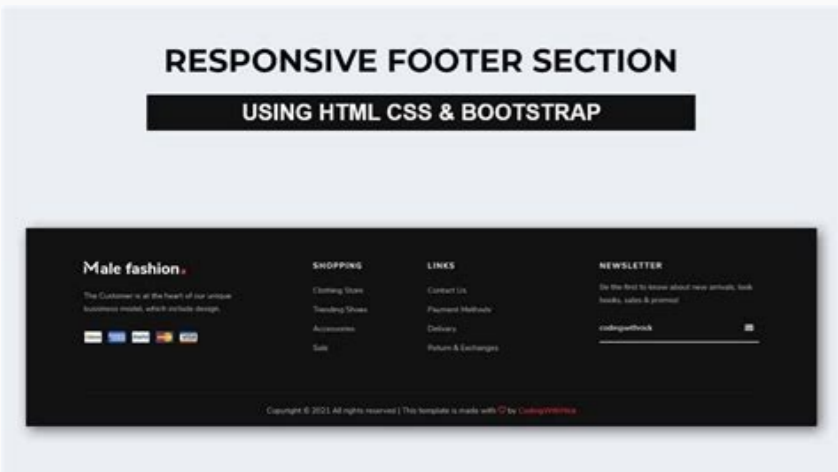 RESPONSIVE FOOTER SECTION
USING HTML CSS & BOOTSTRAP
Male fashion.
The Customer is at the heart of our unique
business model, which include design.
SHOPPING
Clothing Store
Trending Shoes
Accessories
Sale
LINKS
Contact Us
Payment Methods
Delivery
Return & Exchanges
NEWSLETTER
Be the first to know about new arrivals, look
books, sales & promos!
codingwithnick
Copyright © 2021 All rights reserved | This template is made with ♡ by CodingWithNick